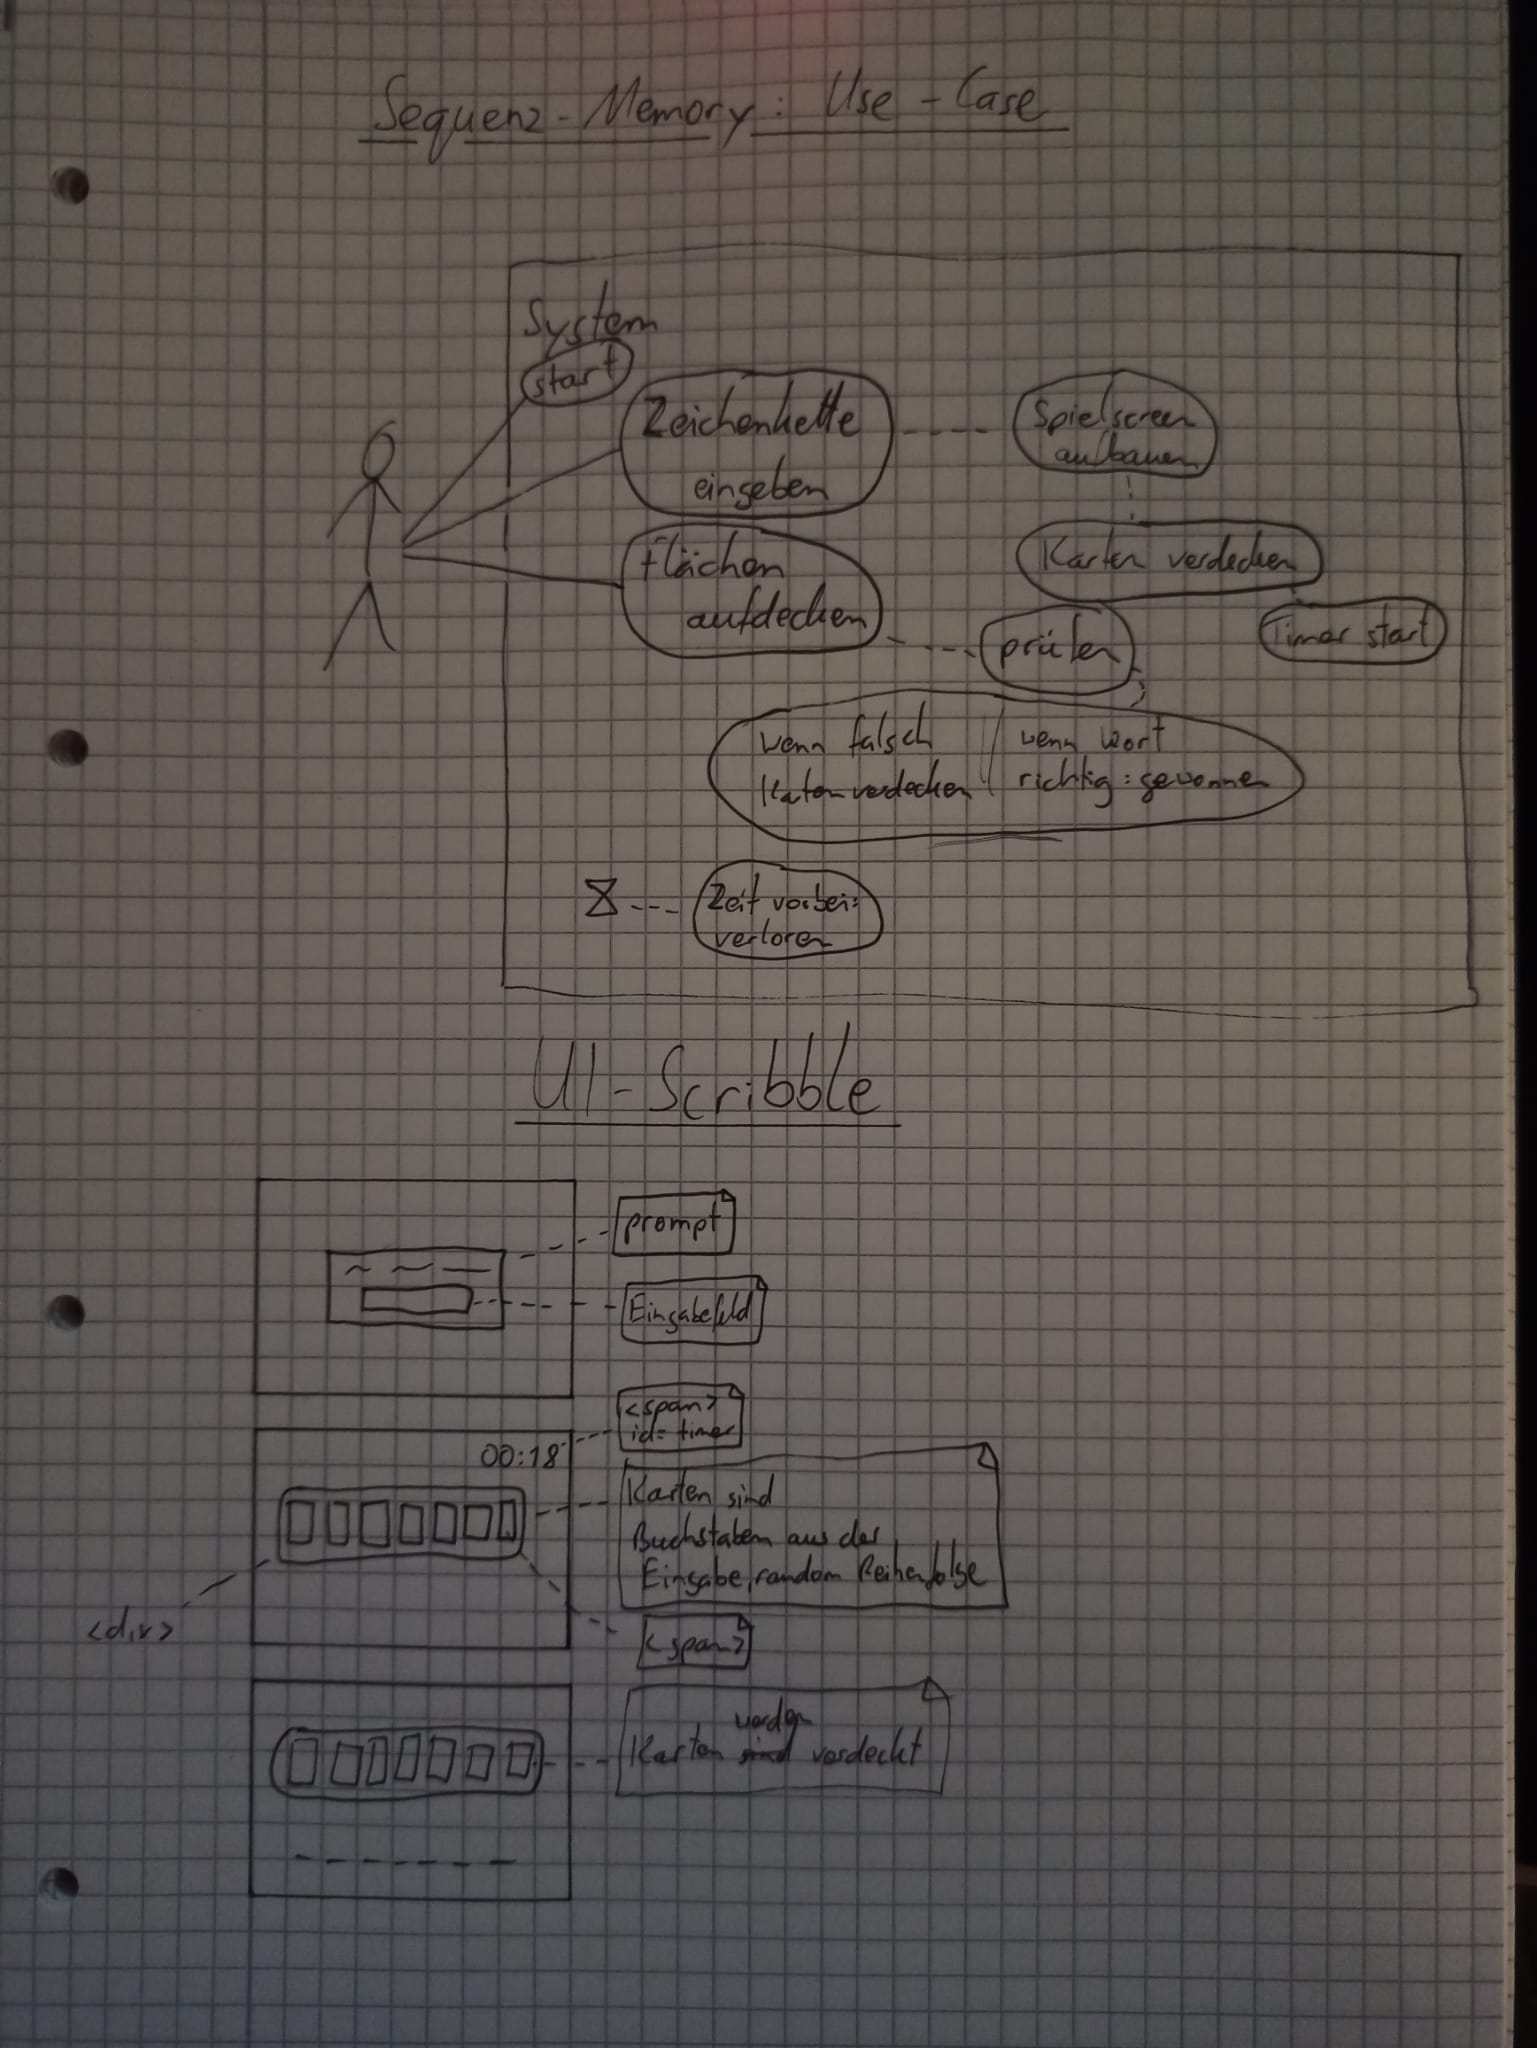 Sequenz-Memory: Use-Case
System
start
Zeichenkette
eingeben
Spielscreen
aufbauen
Flächen
aufdecken
Karten verdecken
Timer start
prüfen
wenn falsch
Karten verdecken
wenn Wort
richtig: gewonnen
Zeit vorbei:
verloren
UI-Scribble
prompt
Eingabefeld
<span>
id= timer
00:18
Karten sind
Buchstaben aus der
Eingabe, random Reihenfolge
<div>
<span>
werden
Karten sind verdeckt